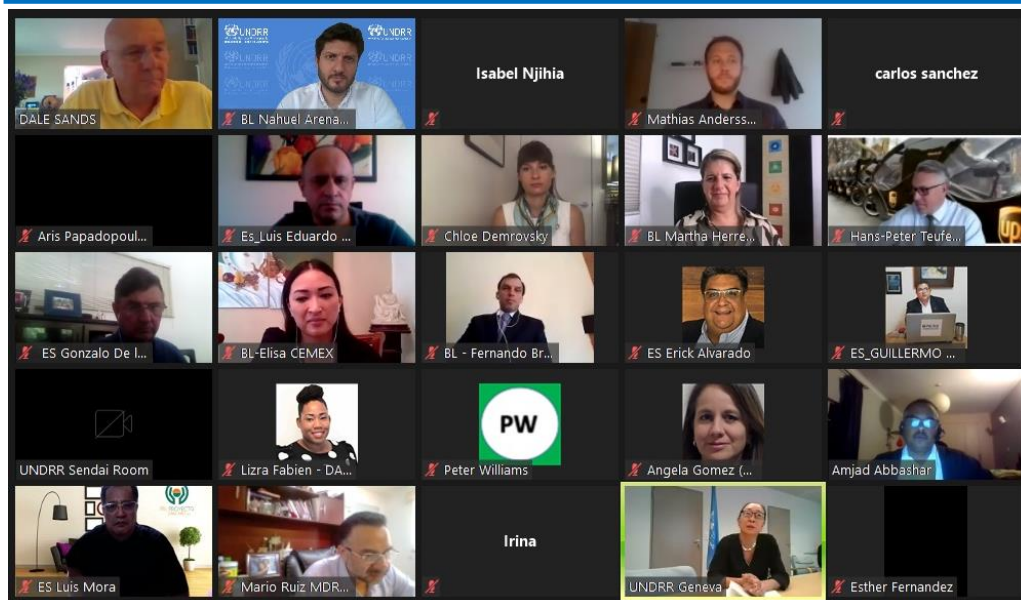 UNDRR
UNDRR
Isabel Njihia
carlos sanchez
DALE SANDS
BL Nahuel Arena...
Mathias Anderss...
Aris Papadopoul...
Es_Luis Eduardo ...
Chloe Demrovsky
BL Martha Herre...
Hans-Peter Teufe...
ups
ES Gonzalo De l...
BL-Elisa CEMEX
BL - Fernando Br...
ES Erick Alvarado
ES_GUILLERMO ...
PW
UNDRR Sendai Room
Lizra Fabien - DA...
Peter Williams
Angela Gomez (...
Amjad Abbashar
Irina
ES Luis Mora
Mario Ruiz MDR...
UNDRR Geneva
Esther Fernandez